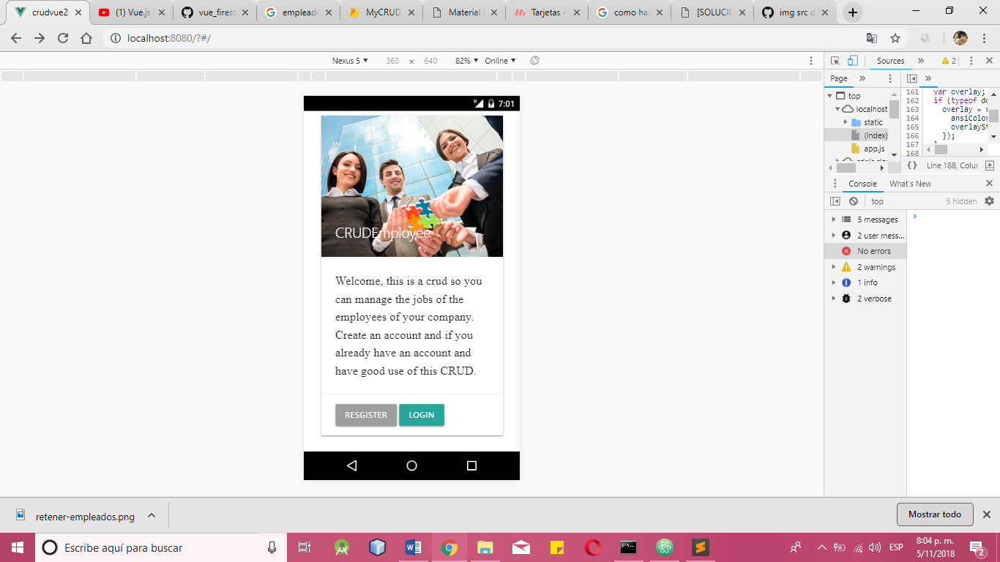 crudvue2
(1) Vue.js
vue_firest
empleado
MyCRUD
Material
Tarjetas -
como hac
[SOLUCIO
img src d
localhost:8080/?#/
Nexus 5 ▼ 360 x 640 82% ▼ Online ▼
Sources » 2
Page »
top
localhost
static
(index)
app.js
161 var overlay;
162 if (typeof do
163 overlay =
164 ansiColor
165 overlaySt
166 });
167
168
{} Line 188, Colu
Console What's New
top 5 hidden
5 messages
2 user mess...
No errors
2 warnings
1 info
2 verbose
7:01
CRUDEmployee
Welcome, this is a crud so you
can manage the jobs of the
employees of your company.
Create an account and if you
already have an account and
have good use of this CRUD.
RESGISTER LOGIN
retener-empleados.png
Mostrar todo
Escribe aquí para buscar
ESP
8:04 p. m.
5/11/2018
2